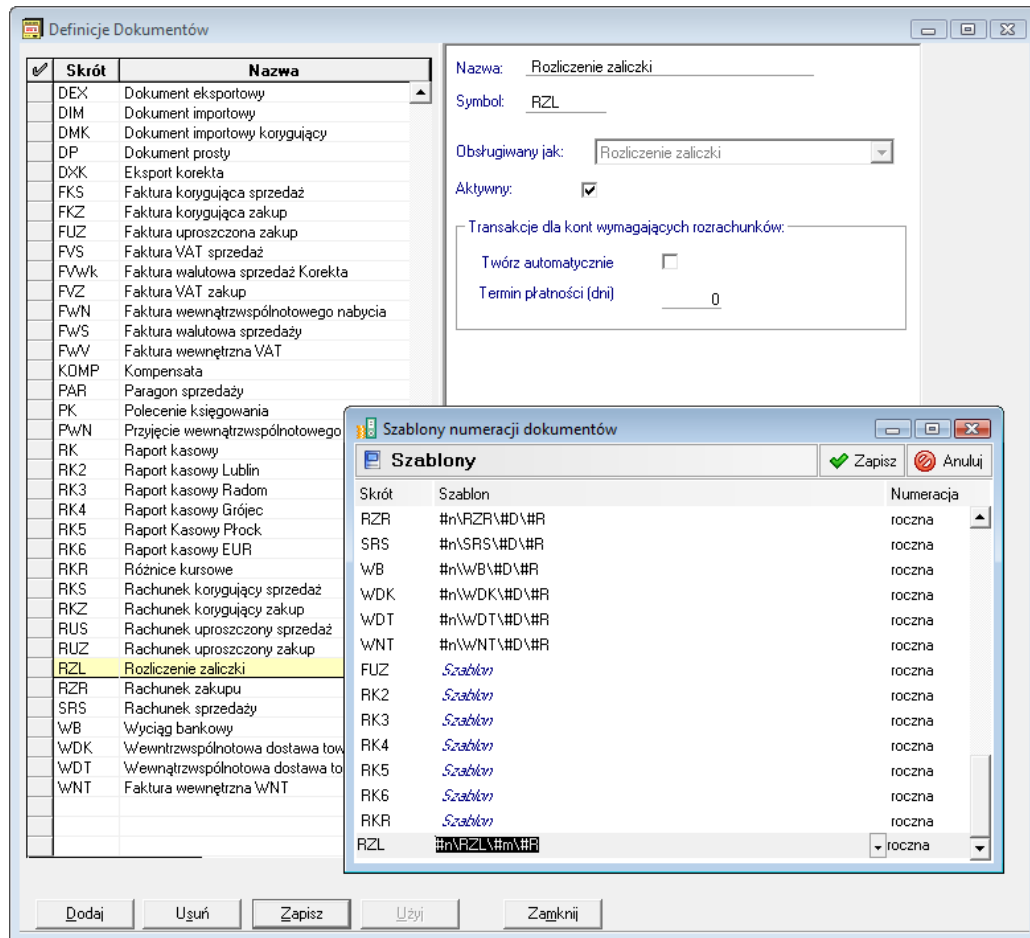 Definicje Dokumentów
Skrót Nazwa
DEX Dokument eksportowy
DIM Dokument importowy
DMK Dokument importowy korygujący
DP Dokument prosty
DXK Eksport korekta
FKS Faktura korygująca sprzedaż
FKZ Faktura korygująca zakup
FUZ Faktura uproszczona zakup
FVS Faktura VAT sprzedaż
FVWk Faktura walutowa sprzedaż Korekta
FVZ Faktura VAT zakup
FWN Faktura wewnętrzwspólnotowego nabycia
FWS Faktura walutowa sprzedaży
FWV Faktura wewnętrzna VAT
KOMP Kompensata
PAR Paragon sprzedaży
PK Polecenie księgowania
PWN Przyjęcie wewnątrzwspólnotowego
RK Raport kasowy
RK2 Raport kasowy Lublin
RK3 Raport kasowy Radom
RK4 Raport kasowy Grójec
RK5 Raport Kasowy Płock
RK6 Raport kasowy EUR
RKR Różnice kursowe
RKS Rachunek korygujący sprzedaż
RKZ Rachunek korygujący zakup
RUS Rachunek uproszczony sprzedaż
RUZ Rachunek uproszczony zakup
RZL Rozliczenie zaliczki
RZR Rachunek zakupu
SRS Rachunek sprzedaży
WB Wyciąg bankowy
WDK Wewntrzwspólnotowa dostawa tow
WDT Wewnątrzwspólnotowa dostawa to
WNT Faktura wewnętrzna WNT
Nazwa: Rozliczenie zaliczki
Symbol: RZL
Obsługiwany jak: Rozliczenie zaliczki
Aktywny:
Transakcje dla kont wymagających rozrachunków:
Twórz automatycznie
Termin płatności (dni) 0
Szablony numeracji dokumentów
Szablony Zapisz Anuluj
Skrót Szablon Numeracja
RZR #n\RZR\#D\#R roczna
SRS #n\SRS\#D\#R roczna
WB #n\WB\#D\#R roczna
WDK #n\WDK\#D\#R roczna
WDT #n\WDT\#D\#R roczna
WNT #n\WNT\#D\#R roczna
FUZ Szablon roczna
RK2 Szablon roczna
RK3 Szablon roczna
RK4 Szablon roczna
RK5 Szablon roczna
RK6 Szablon roczna
RKR Szablon roczna
RZL #n\RZL\#m\#R roczna
Dodaj Usuń Zapisz Użyj Zamknij